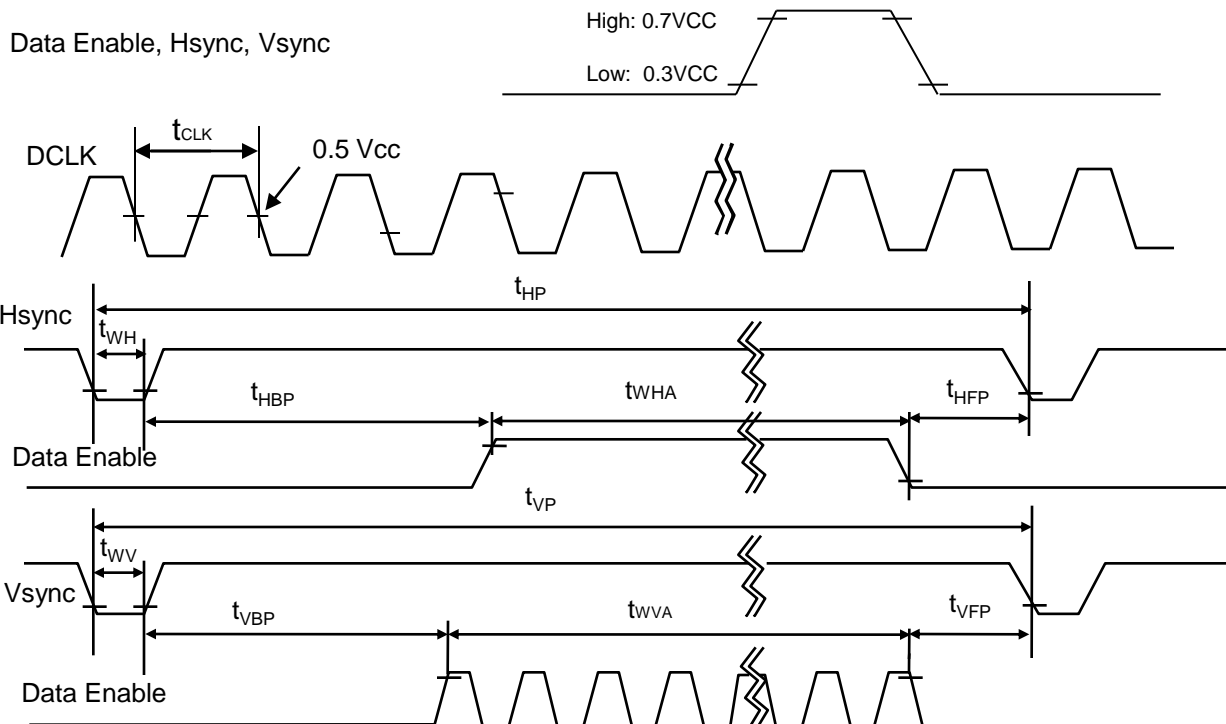 High: 0.7VCC
Data Enable, Hsync, Vsync
Low: 0.3VCC
tCLK
DCLK
0.5 Vcc
tHP
Hsync
tWH
tHBP
tWHA
tHFP
Data Enable
tVP
tWV
Vsync
tVBP
tWVA
tVFP
Data Enable